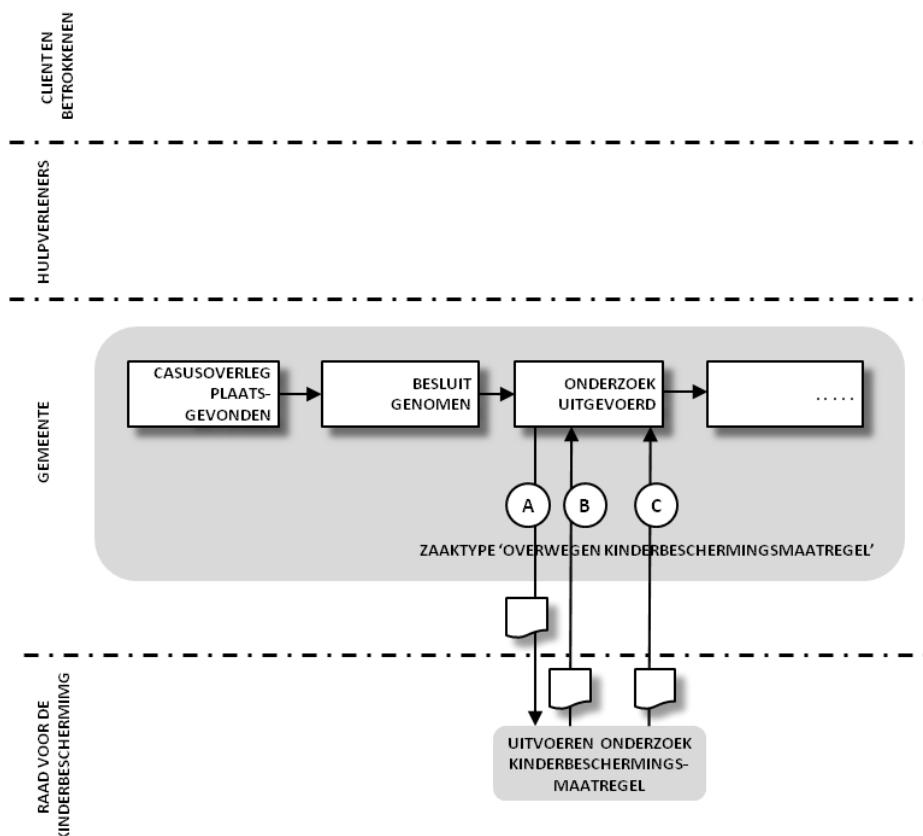 CLIENT EN
BETROKKENEN
HULPVERLENERS
GEMEENTE
CASUSOVERLEG
PLAATS-
GEVONDEN
BESLUIT
GENOMEN
ONDERZOEK
UITGEVOERD
.....
A
B
C
ZAAKTYPE ‘OVERWEGEN KINDERBESCHERMINGSMAATREGEL’
RAAD VOOR DE
KINDERBESCHERMIMG
UITVOEREN ONDERZOEK
KINDERBESCHERMINGS-
MAATREGEL